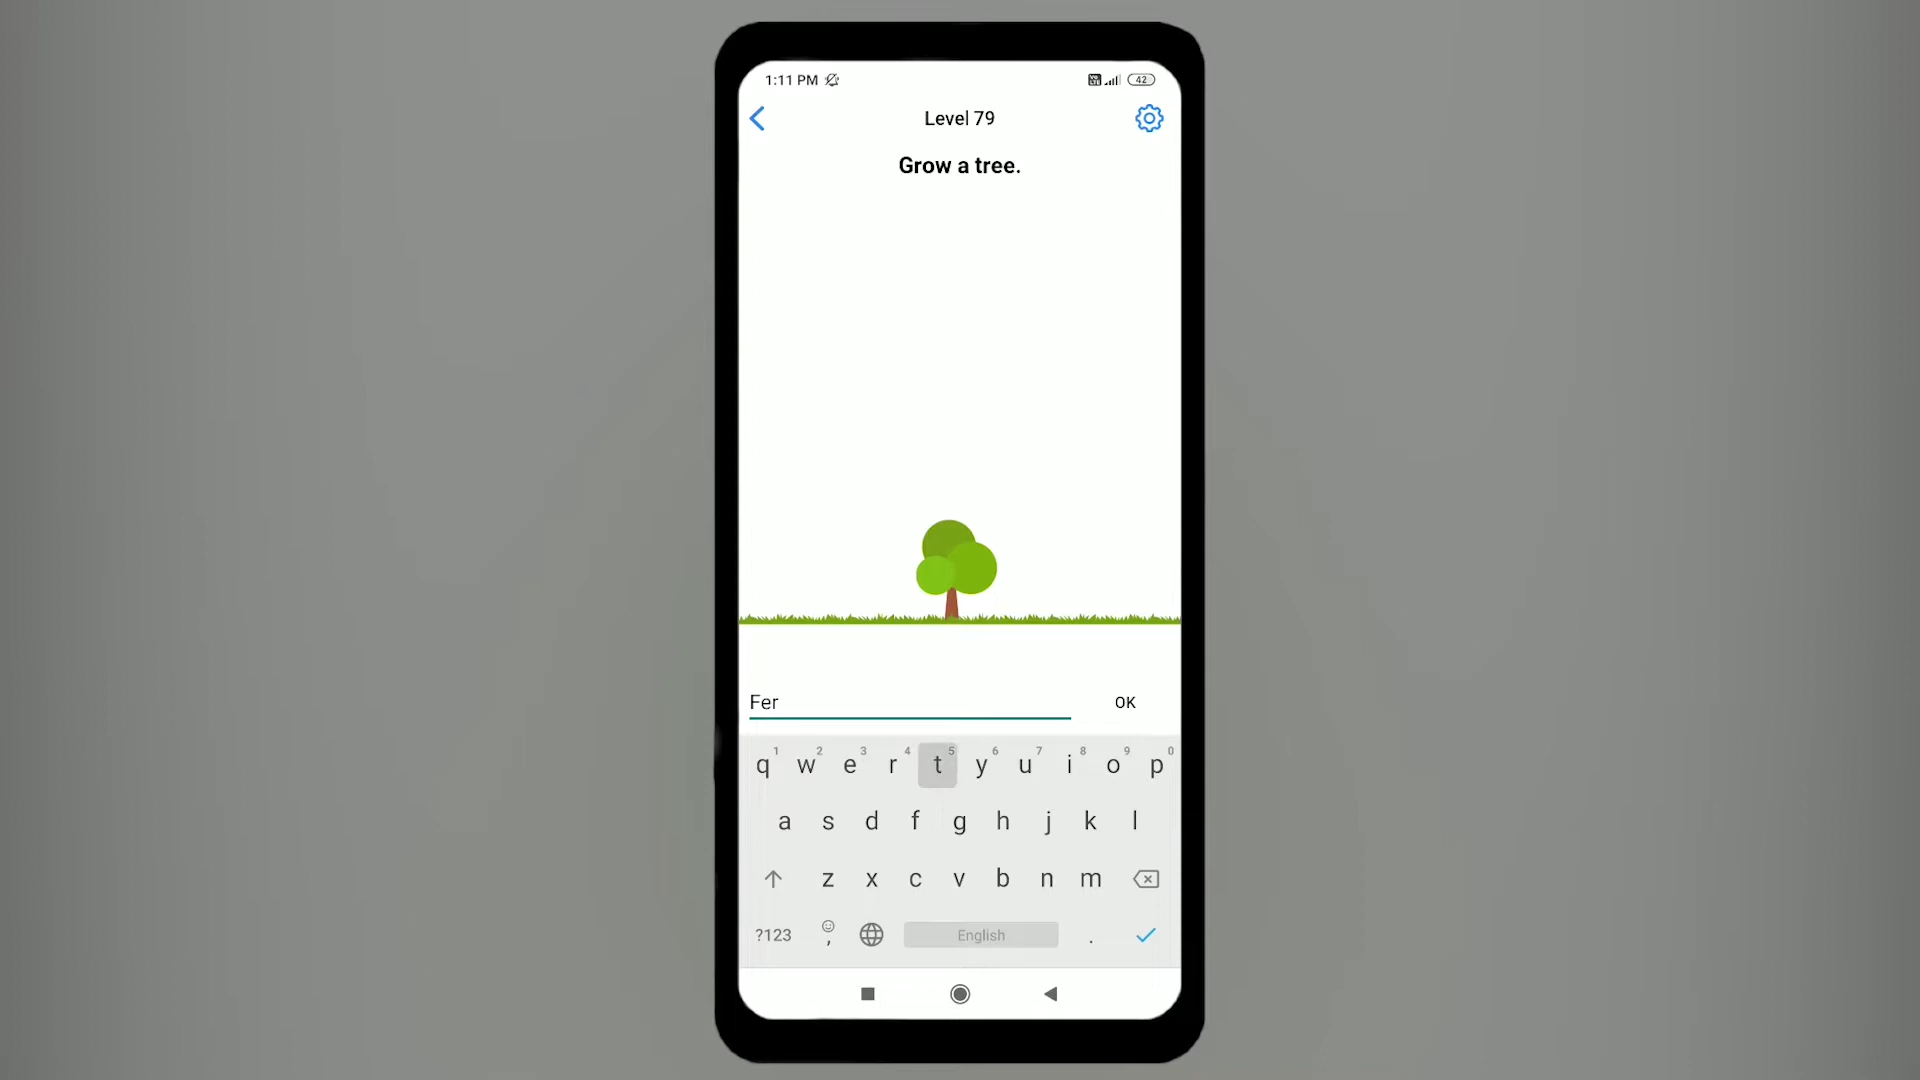 1:11 PM 42
Level 79
Grow a tree.
Fer OK
1 2 3 4 5 6 7 8 9 0
q w e r t y u i o p
a s d f g h j k l
z x c v b n m
?123 , English .